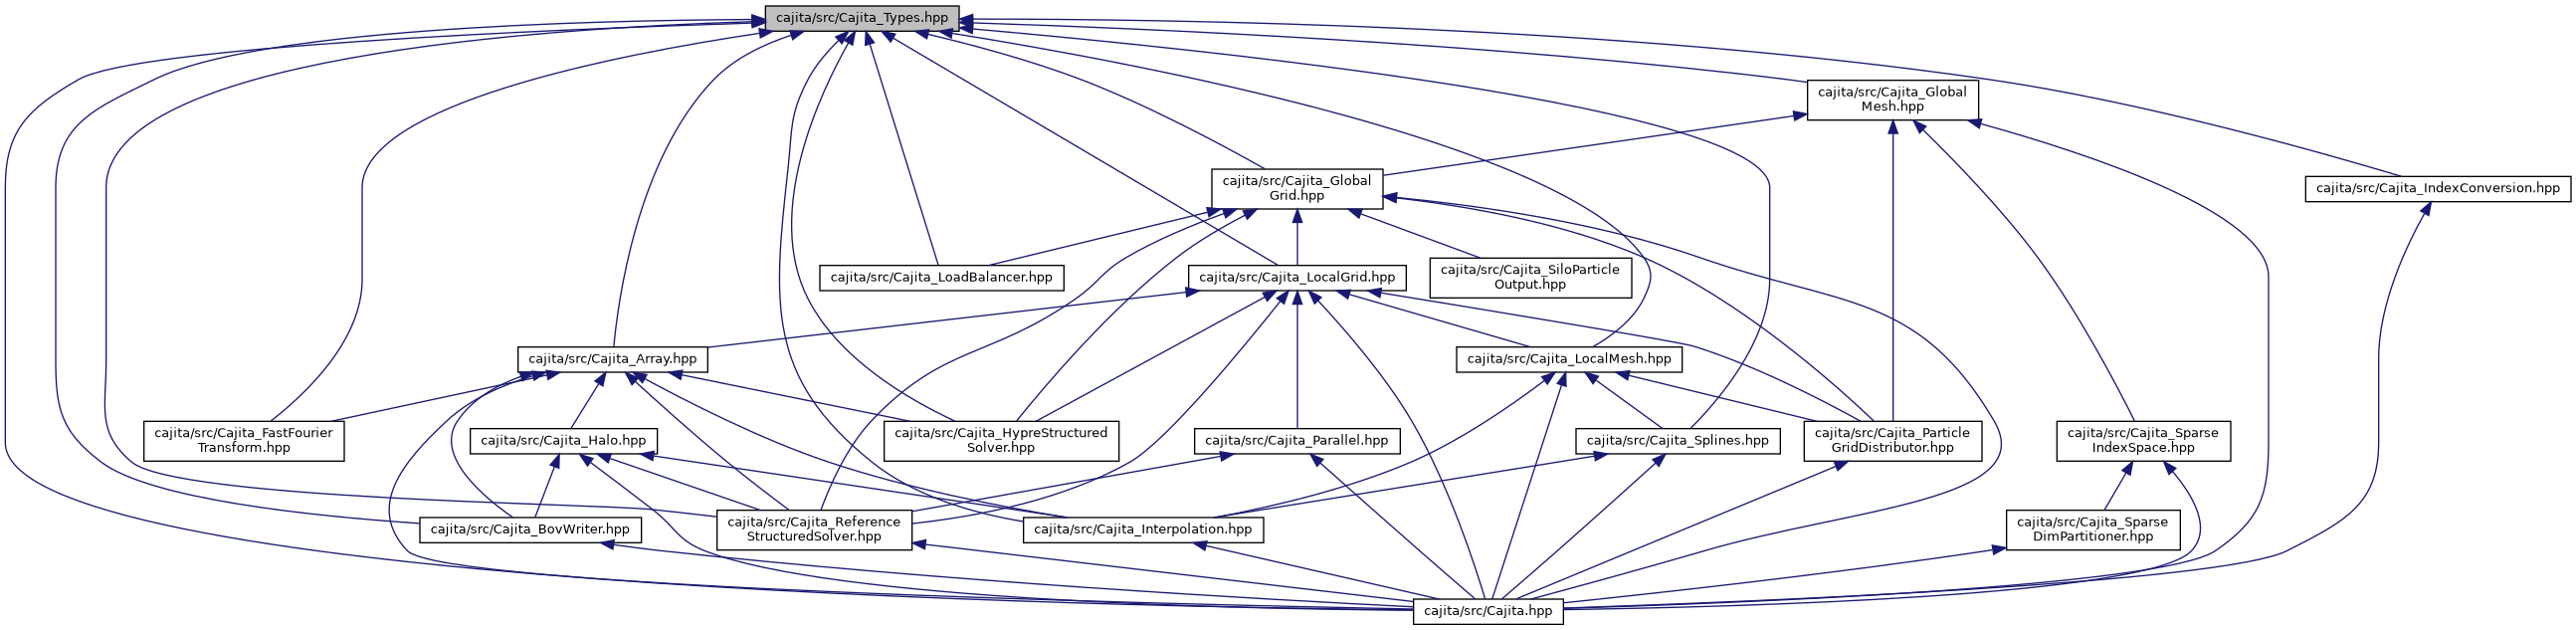 cajita/src/Cajita_Types.hpp
cajita/src/Cajita_Global
Mesh.hpp
cajita/src/Cajita_Global
Grid.hpp
cajita/src/Cajita_IndexConversion.hpp
cajita/src/Cajita_LoadBalancer.hpp
cajita/src/Cajita_LocalGrid.hpp
cajita/src/Cajita_SiloParticle
Output.hpp
cajita/src/Cajita_Array.hpp
cajita/src/Cajita_LocalMesh.hpp
cajita/src/Cajita_FastFourier
Transform.hpp
cajita/src/Cajita_Halo.hpp
cajita/src/Cajita_HypreStructured
Solver.hpp
cajita/src/Cajita_Parallel.hpp
cajita/src/Cajita_Splines.hpp
cajita/src/Cajita_Particle
GridDistributor.hpp
cajita/src/Cajita_Sparse
IndexSpace.hpp
cajita/src/Cajita_BovWriter.hpp
cajita/src/Cajita_Reference
StructuredSolver.hpp
cajita/src/Cajita_Interpolation.hpp
cajita/src/Cajita_Sparse
DimPartitioner.hpp
cajita/src/Cajita.hpp